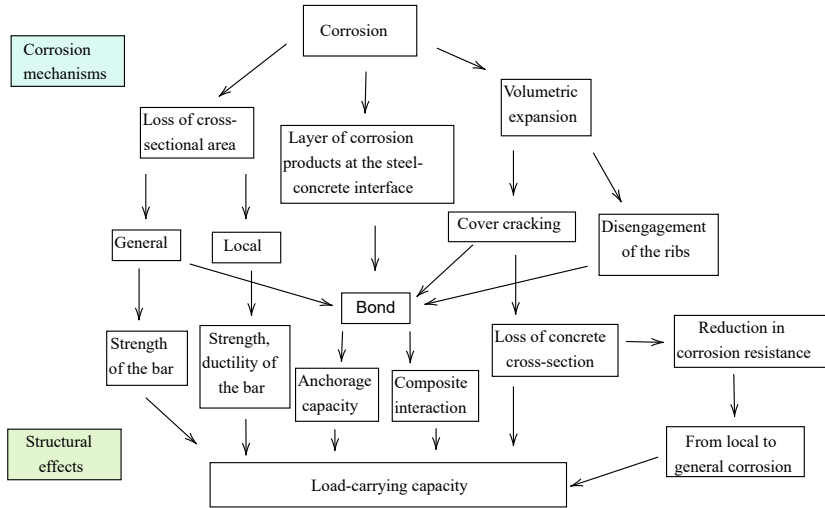 Corrosion
Corrosion
mechanisms
Volumetric
expansion
Loss of cross-
sectional area
Layer of corrosion
products at the steel-
concrete interface
General
Local
Cover cracking
Disengagement
of the ribs
Bond
Strength
of the bar
Strength,
ductility of
the bar
Anchorage
capacity
Composite
interaction
Loss of concrete
cross-section
Reduction in
corrosion resistance
Structural
effects
From local to
general corrosion
Load-carrying capacity